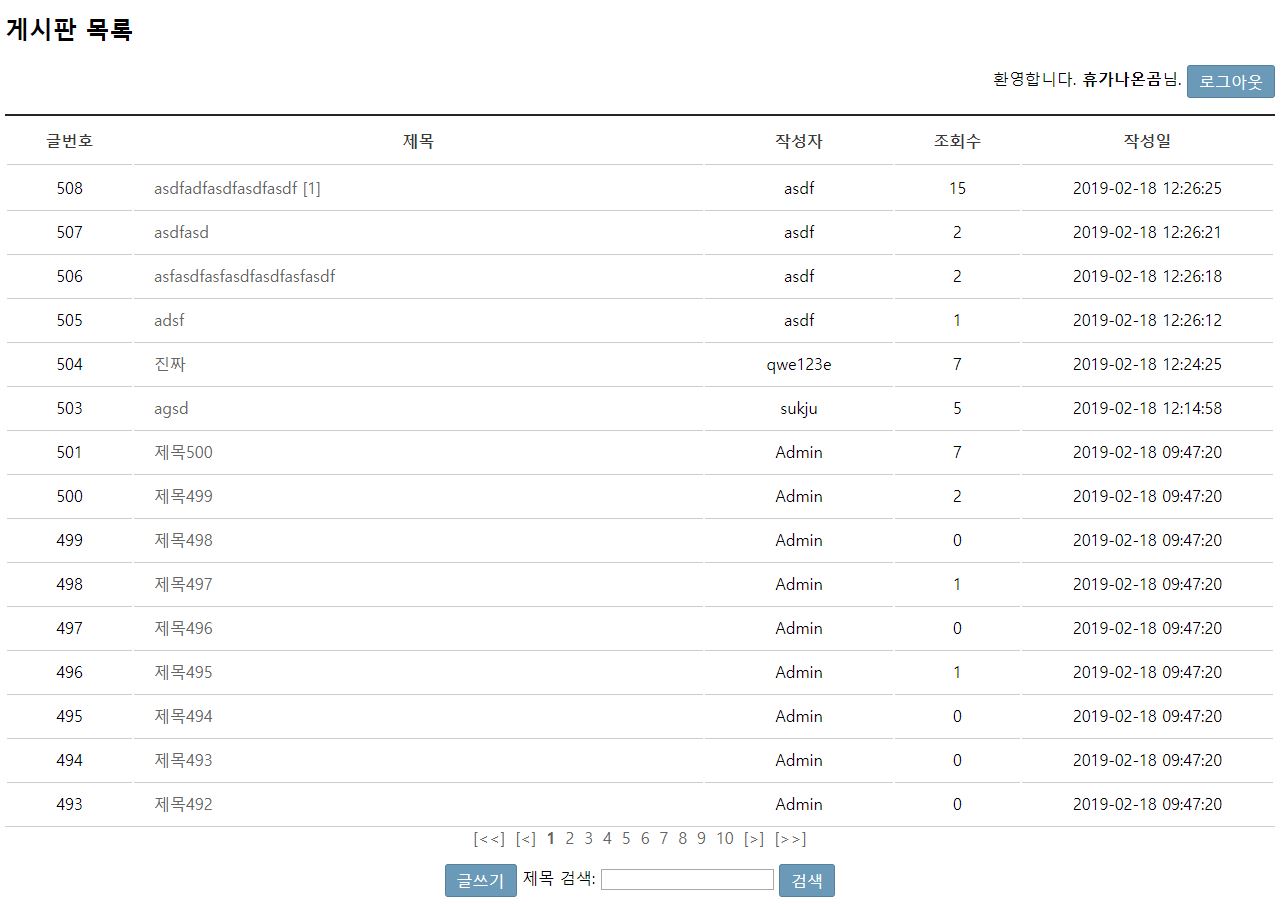 게시판 목록
환영합니다. 휴가나온곰님. 로그아웃
글번호 제목 작성자 조회수 작성일
508 asdfadfasdfasdfasdf [1] asdf 15 2019-02-18 12:26:25
507 asdfasd asdf 2 2019-02-18 12:26:21
506 asfasdfasfasdfasdfasfasdf asdf 2 2019-02-18 12:26:18
505 adsf asdf 1 2019-02-18 12:26:12
504 진짜 qwe123e 7 2019-02-18 12:24:25
503 agsd sukju 5 2019-02-18 12:14:58
501 제목500 Admin 7 2019-02-18 09:47:20
500 제목499 Admin 2 2019-02-18 09:47:20
499 제목498 Admin 0 2019-02-18 09:47:20
498 제목497 Admin 1 2019-02-18 09:47:20
497 제목496 Admin 0 2019-02-18 09:47:20
496 제목495 Admin 1 2019-02-18 09:47:20
495 제목494 Admin 0 2019-02-18 09:47:20
494 제목493 Admin 0 2019-02-18 09:47:20
493 제목492 Admin 0 2019-02-18 09:47:20
[<<] [<] 1 2 3 4 5 6 7 8 9 10 [>] [>>]
글쓰기 제목 검색: 검색